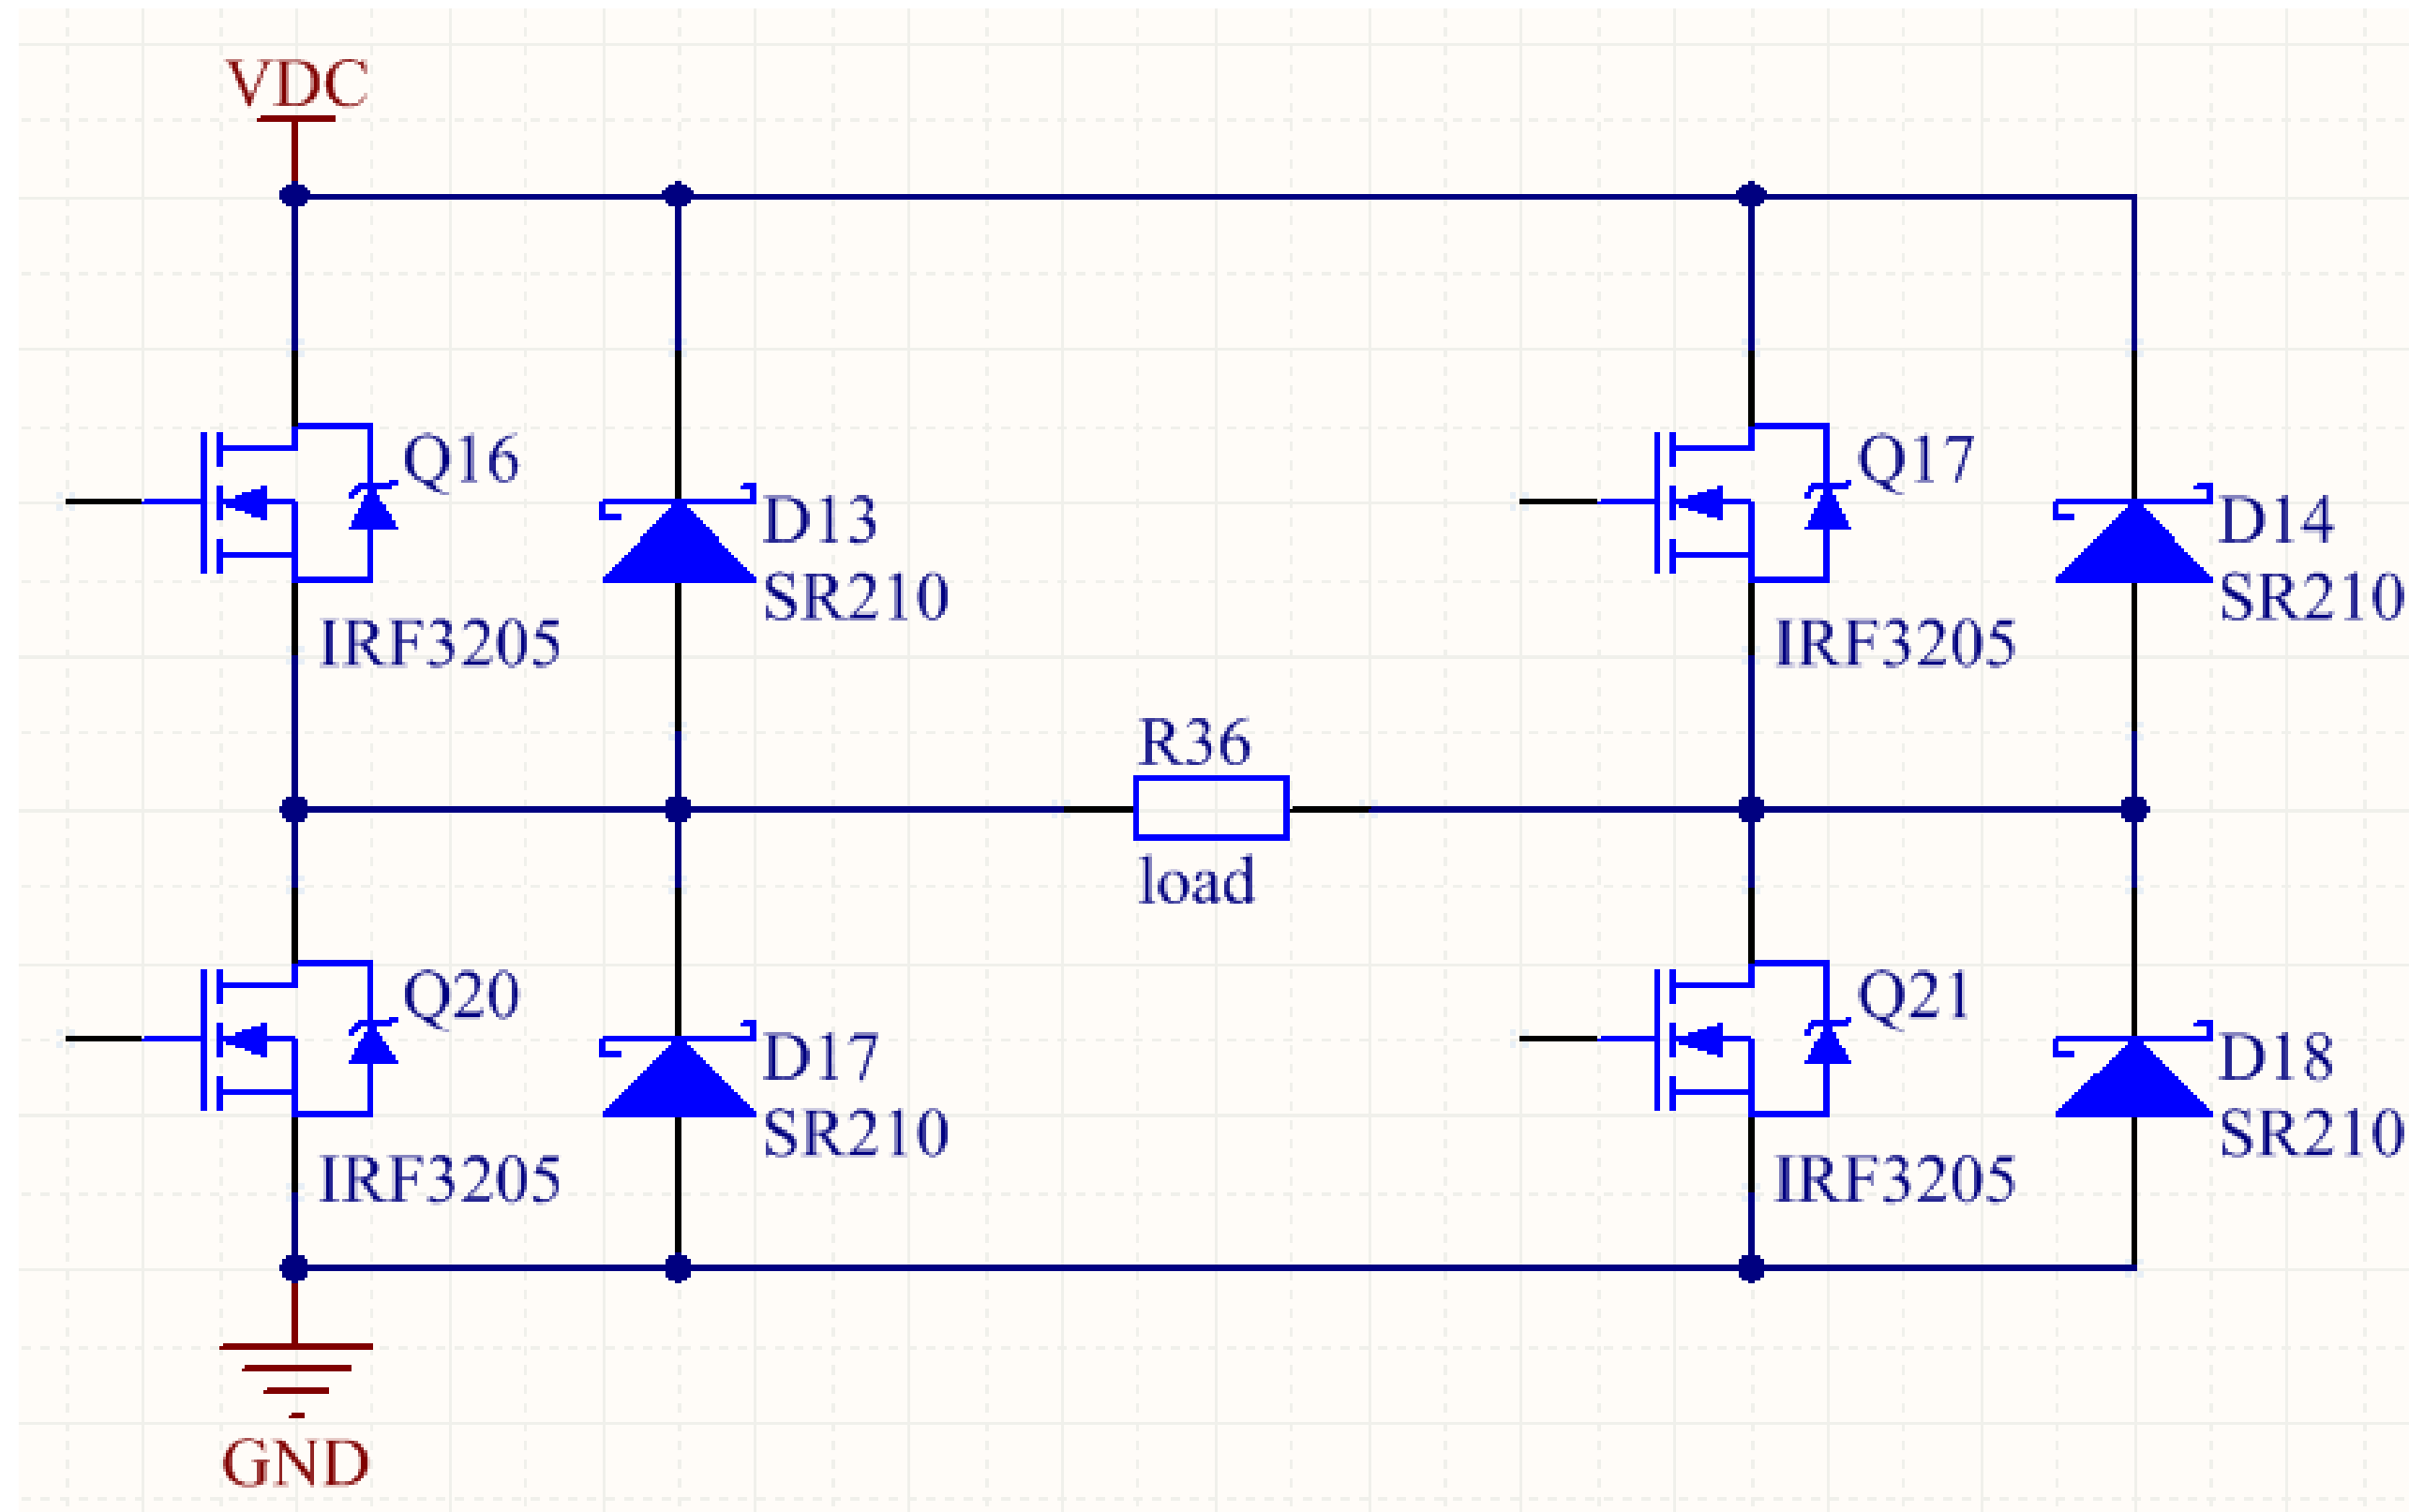 VDC
Q16
IRF3205
D13
SR210
Q17
IRF3205
D14
SR210
R36
load
Q20
IRF3205
D17
SR210
Q21
IRF3205
D18
SR210
GND